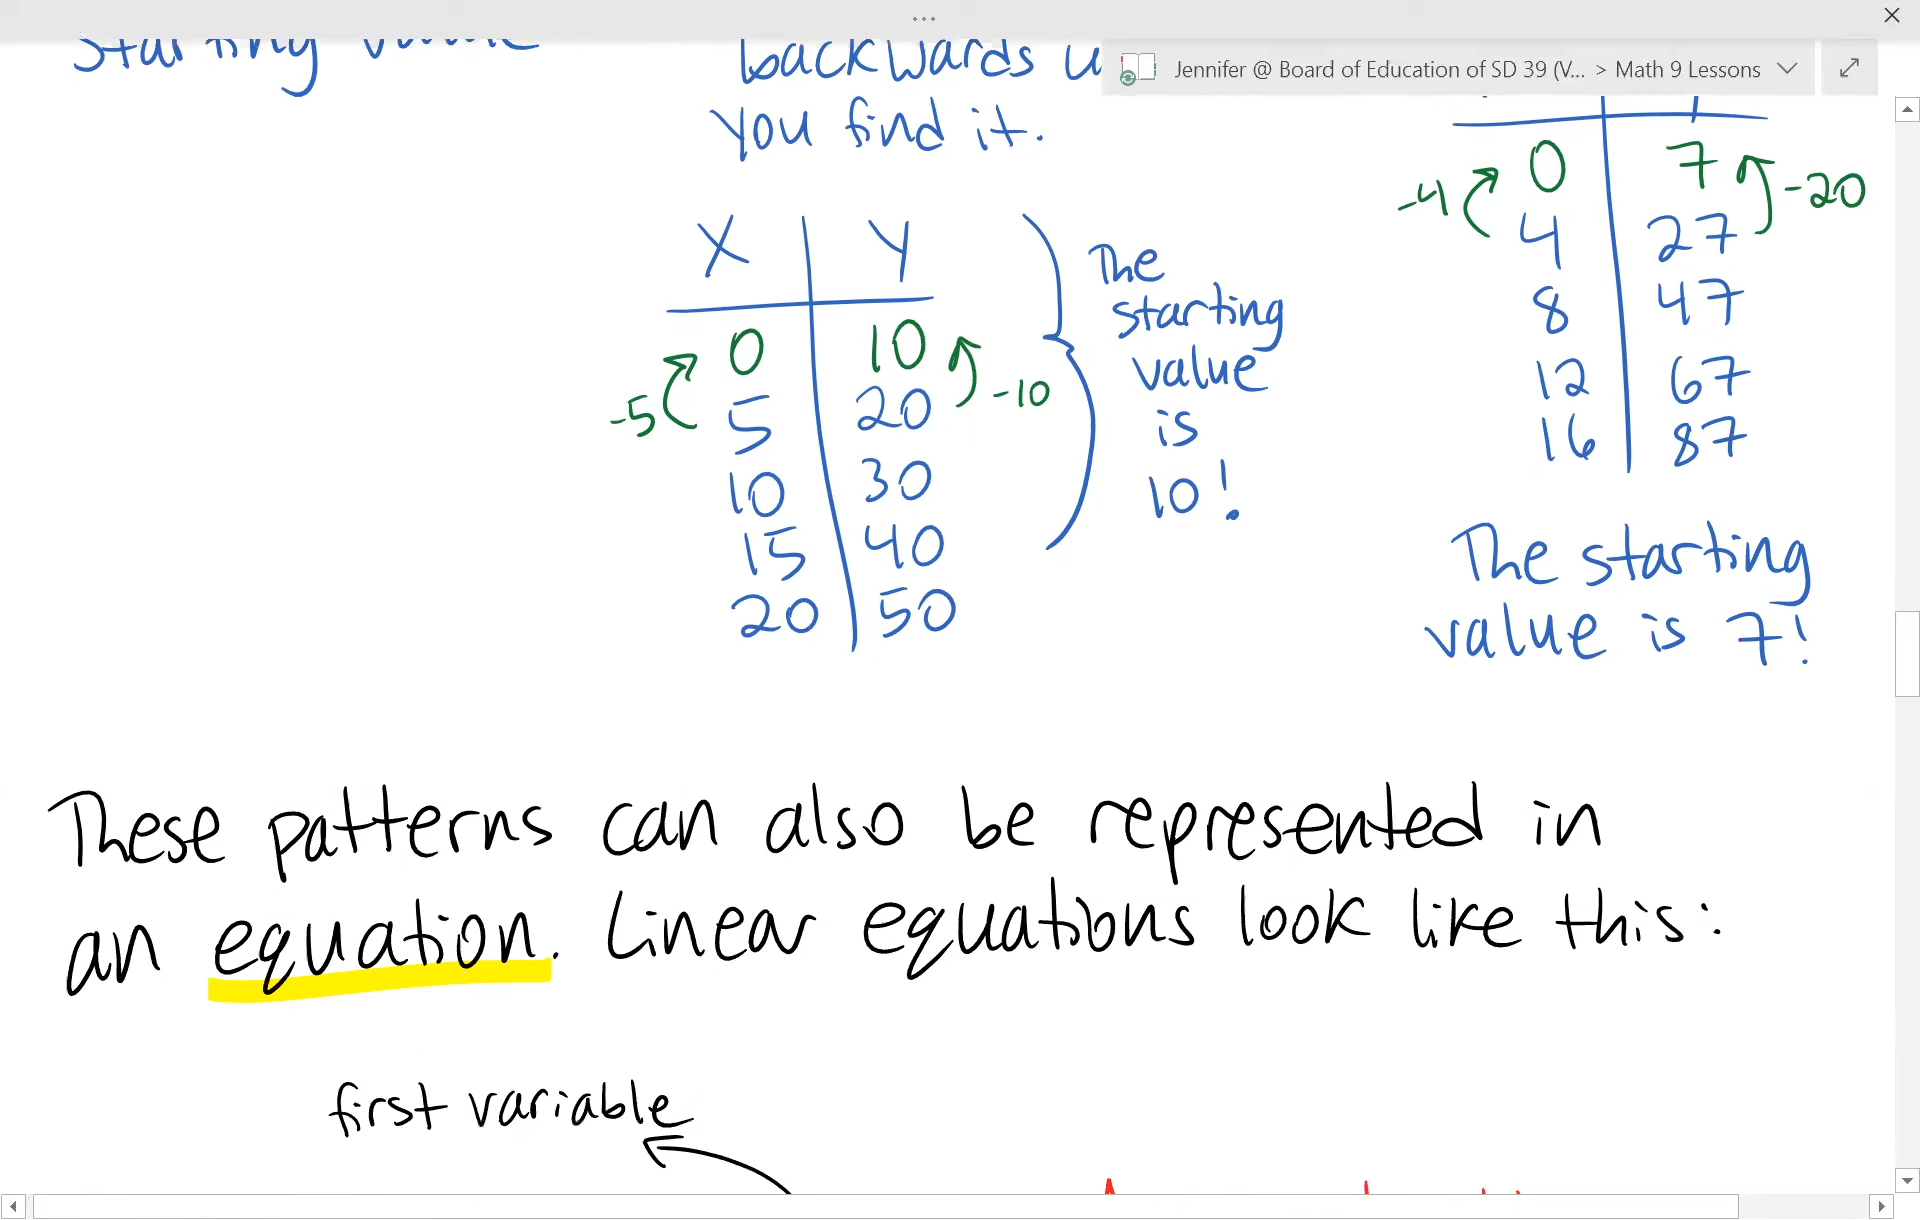 Jennifer @ Board of Education of SD 39 (V... > Math 9 Lessons
starting value
backwards
you find it.
X Y
0 10
5 20
10 30
15 40
20 50
-5
-10
The
starting
value
is
10!
0 7
4 27
8 47
12 67
16 87
-4
-20
The starting
value is 7!
These patterns can also be represented in
an equation. Linear equations look like this:
first variable